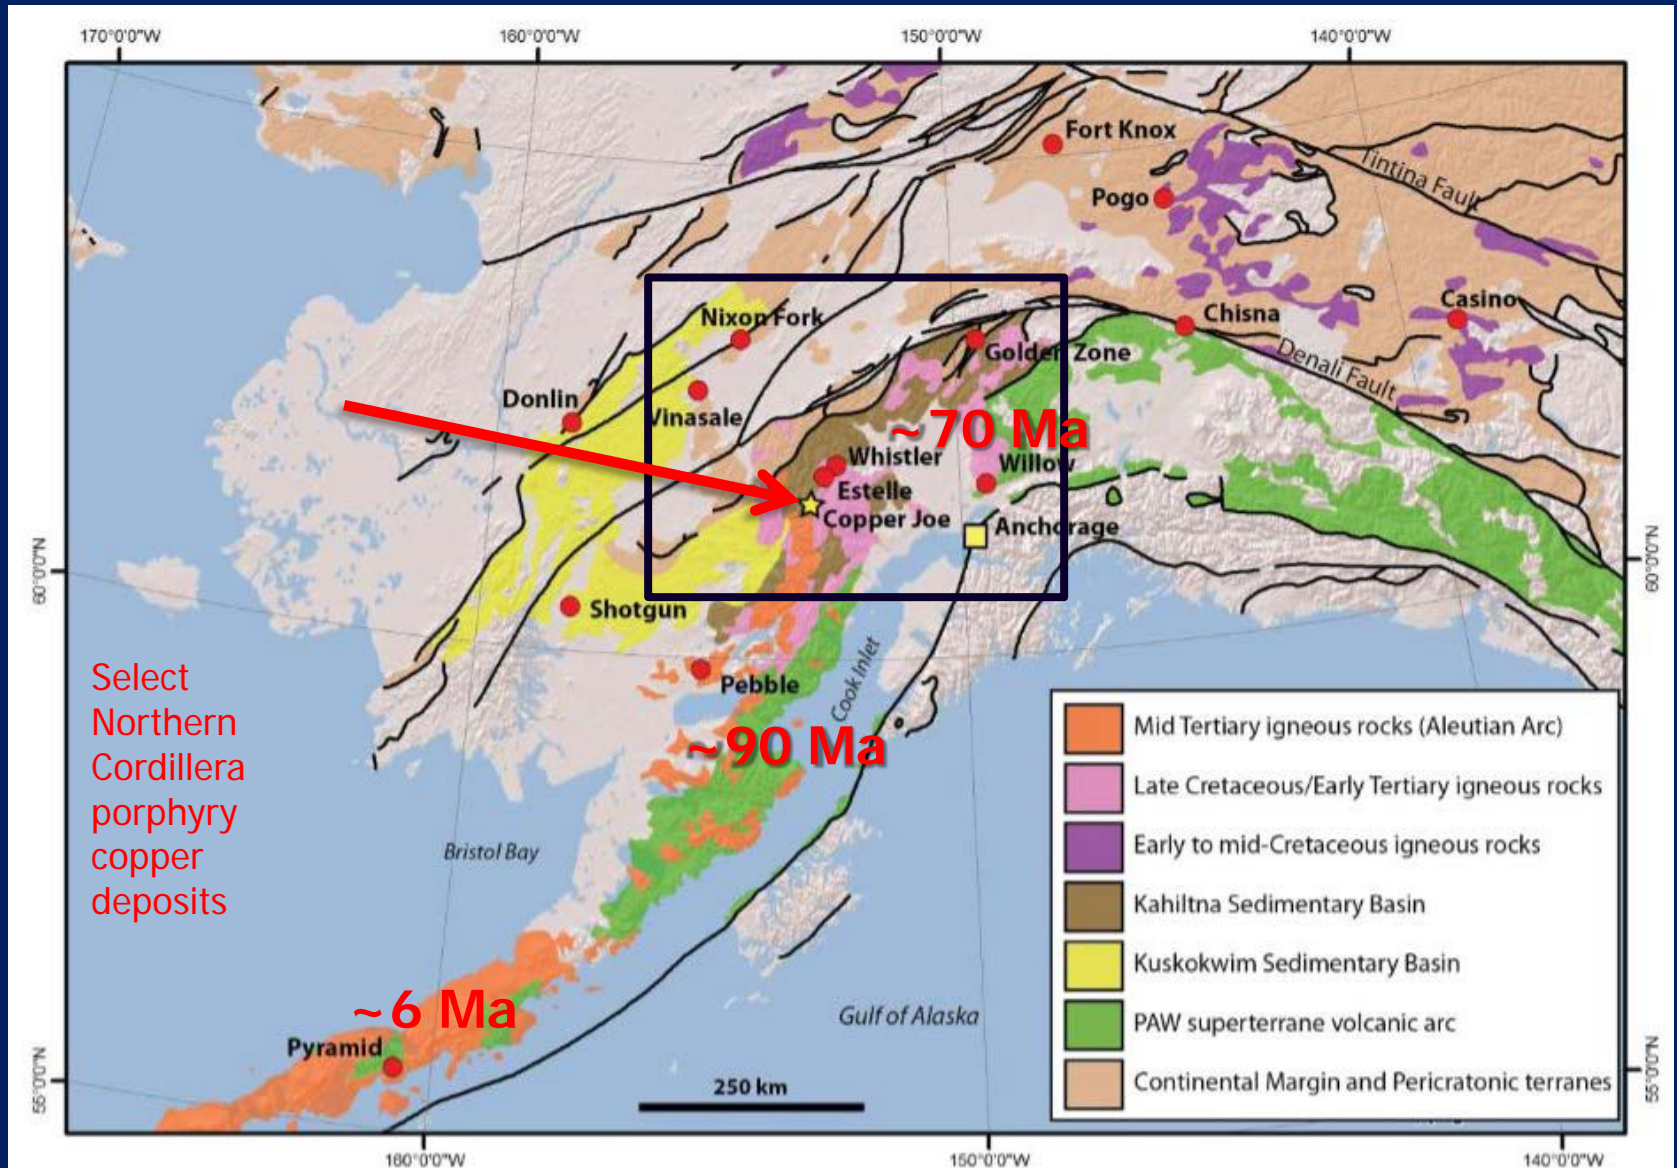 170°0'0"W
160°0'0"W
150°0'0"W
140°0'0"W
Fort Knox
Tintina Fault
Pogo
Casino
Chisna
Nixon Fork
Golden Zone
Denali Fault
Donlin
Vinasale
~70 Ma
Whistler
Willow
Estelle
Copper Joe
Anchorage
60°0'0"N
60°0'0"N
Shotgun
Cook Inlet
Pebble
Select
Northern
Cordillera
porphyry
copper
deposits
~90 Ma
Bristol Bay
Mid Tertiary igneous rocks (Aleutian Arc)
Late Cretaceous/Early Tertiary igneous rocks
Early to mid-Cretaceous igneous rocks
Kahiltna Sedimentary Basin
Kuskokwim Sedimentary Basin
PAW superterrane volcanic arc
Continental Margin and Pericratonic terranes
~6 Ma
Gulf of Alaska
Pyramid
250 km
55°0'0"N
55°0'0"N
160°0'0"W
150°0'0"W
140°0'0"W